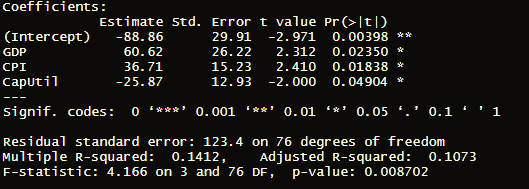 Coefficients:
Estimate Std. Error t value Pr(>|t|)
(Intercept) -88.86 29.91 -2.971 0.00398 **
GDP 60.62 26.22 2.312 0.02350 *
CPI 36.71 15.23 2.410 0.01838 *
CapUtil -25.87 12.93 -2.000 0.04904 *
---
Signif. codes: 0 ‘***’ 0.001 ‘**’ 0.01 ‘*’ 0.05 ‘.’ 0.1 ‘ ’ 1
Residual standard error: 123.4 on 76 degrees of freedom
Multiple R-squared: 0.1412, Adjusted R-squared: 0.1073
F-statistic: 4.166 on 3 and 76 DF, p-value: 0.008702